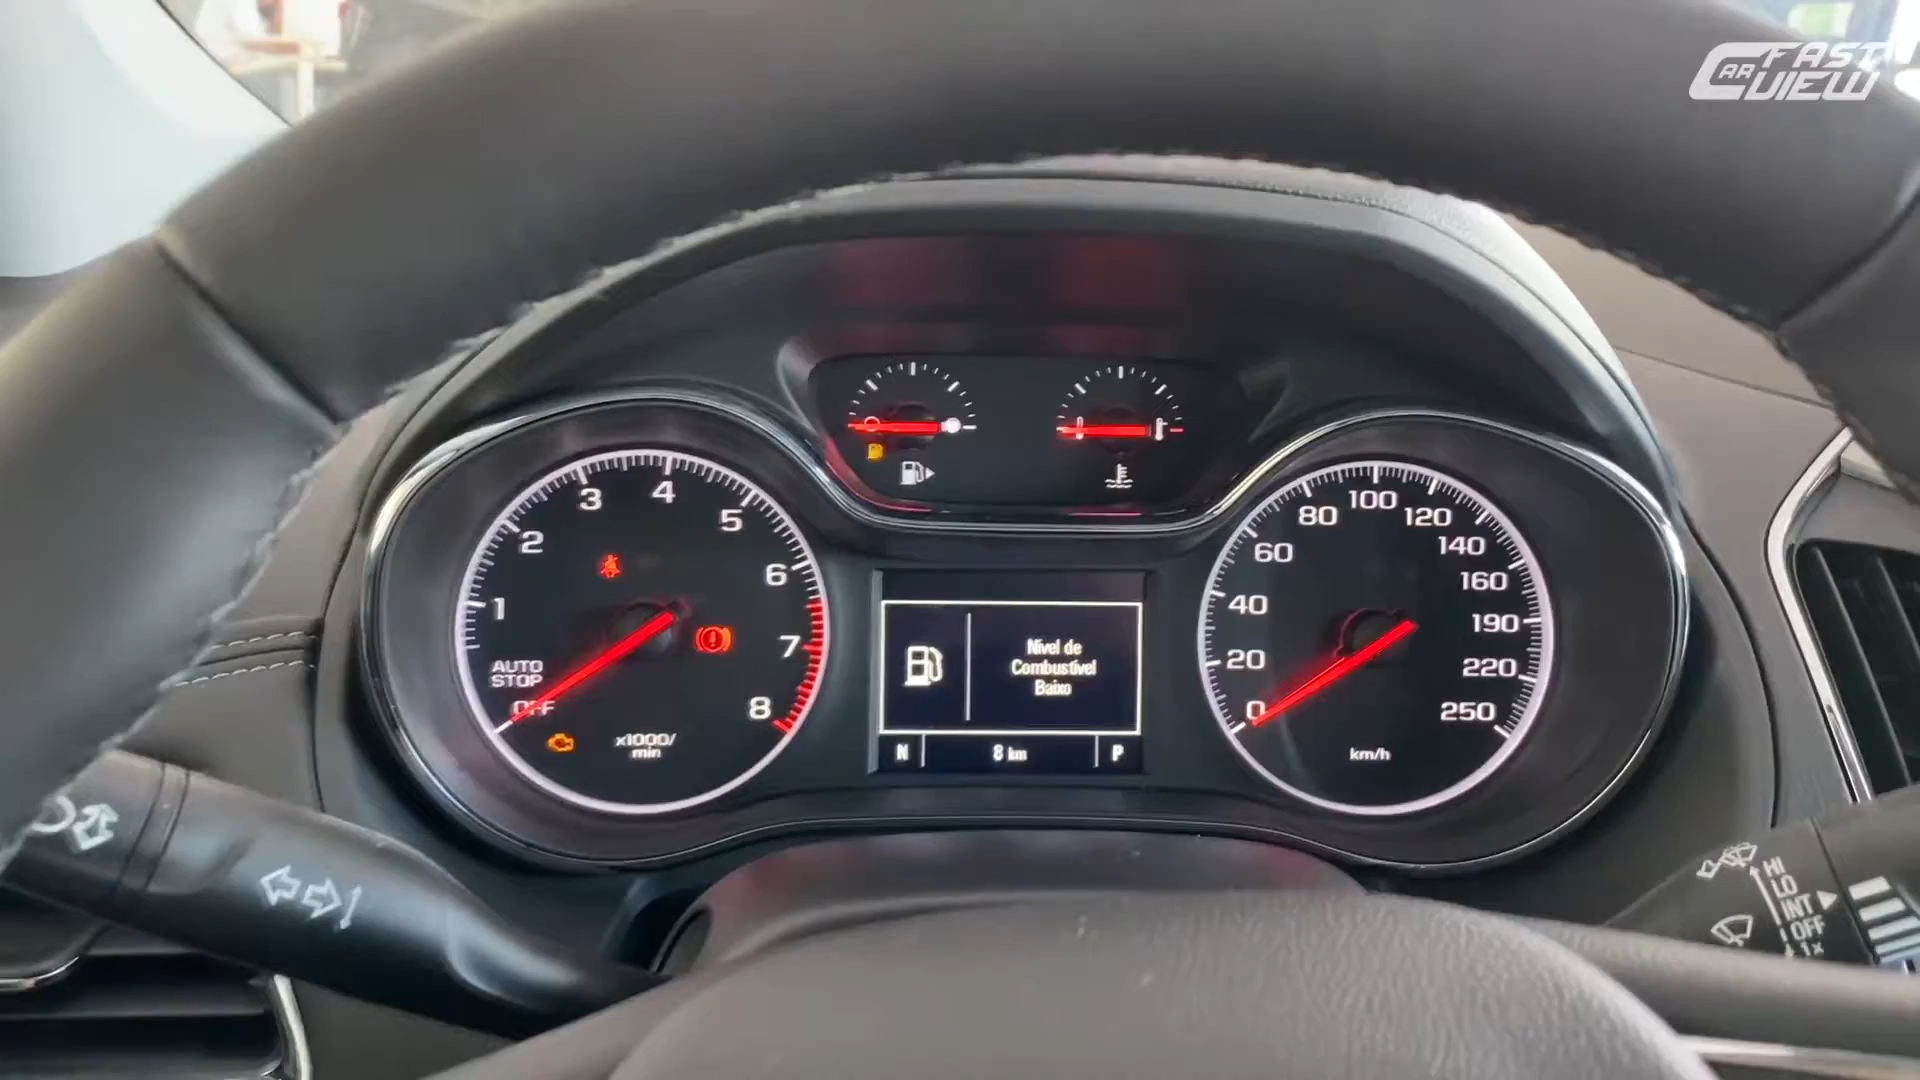 CAR FAST VIEW
1
2
3
4
5
6
7
8
AUTO
STOP
OFF
x1000/
min
Nível de
Combustível
Baixo
N
8 km
P
0
20
40
60
80
100
120
140
160
190
220
250
km/h
HI
LO
INT
OFF
1x